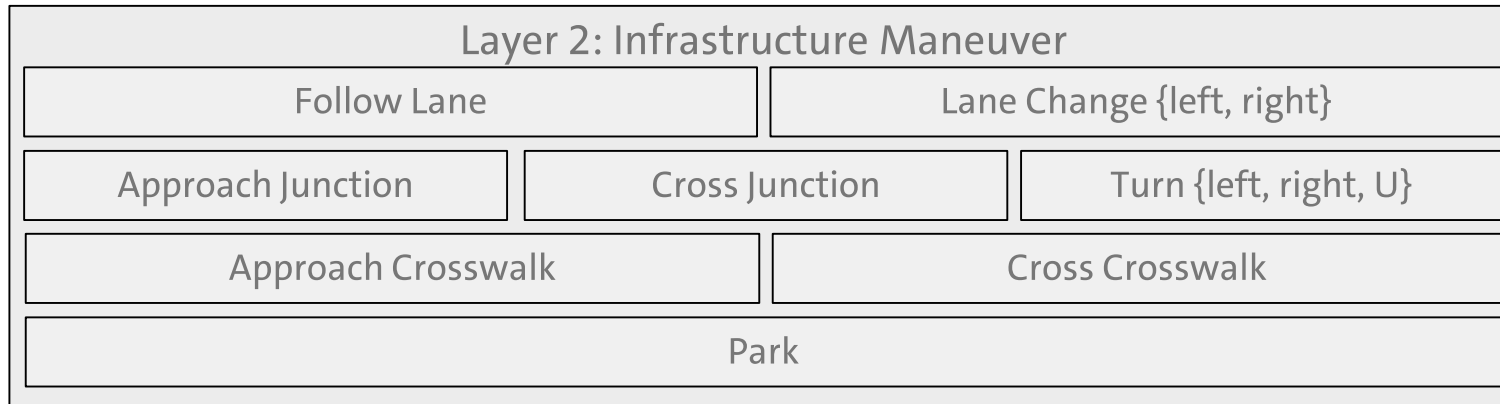 Layer 2: Infrastructure Maneuver
Follow Lane
Lane Change {left, right}
Approach Junction
Cross Junction
Turn {left, right, U}
Approach Crosswalk
Cross Crosswalk
Park